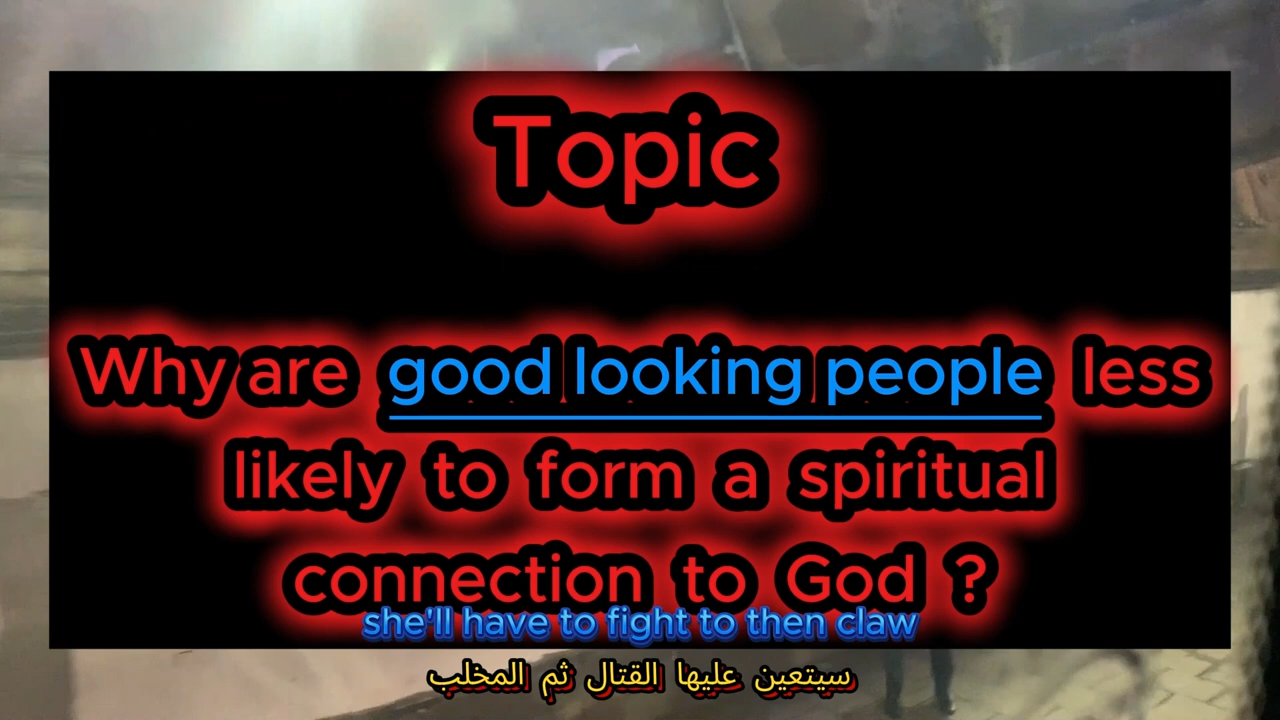 Topic
Why are good looking people less
likely to form a spiritual
connection to God ?
she'll have to fight to then claw
سيتعين عليها القتال ثم المخلب